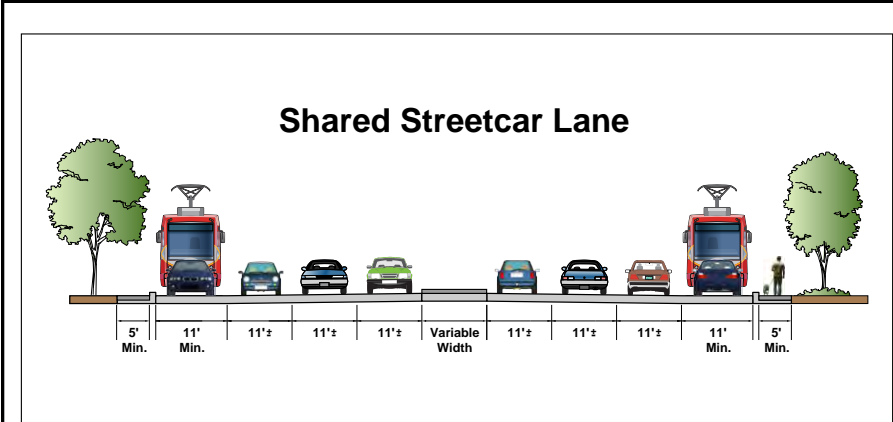 Shared Streetcar Lane
5' 11' 11'± 11'± 11'± Variable 11'± 11'± 11'± 11' 5'
Min. Min. Width Min. Min.